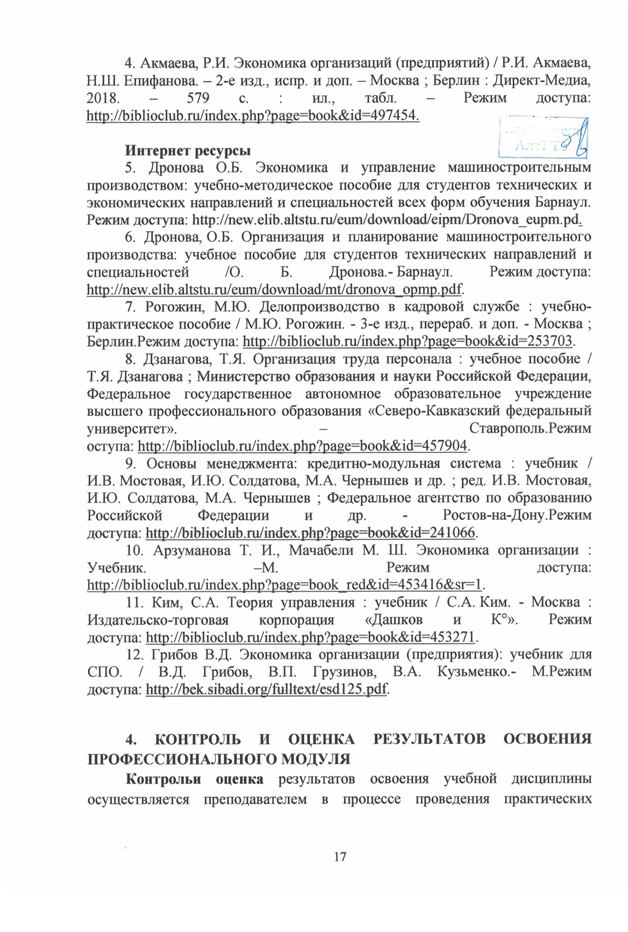 4. Акмаева, Р.И. Экономика организаций (предприятий) / Р.И. Акмаева,
Н.Ш. Епифанова. – 2-е изд., испр. и доп. – Москва ; Берлин : Директ-Медиа,
2018. – 579 с. : ил., табл. – Режим доступа:
http://biblioclub.ru/index.php?page=book&id=497454.
Интернет ресурсы
5. Дронова О.Б. Экономика и управление машиностроительным
производством: учебно-методическое пособие для студентов технических и
экономических направлений и специальностей всех форм обучения Барнаул.
Режим доступа: http://new.elib.altstu.ru/eum/download/eipm/Dronova_eupm.pd.
6. Дронова, О.Б. Организация и планирование машиностроительного
производства: учебное пособие для студентов технических направлений и
специальностей /О. Б. Дронова.- Барнаул. Режим доступа:
http://new.elib.altstu.ru/eum/download/mt/dronova_opmp.pdf.
7. Рогожин, М.Ю. Делопроизводство в кадровой службе : учебно-
практическое пособие / М.Ю. Рогожин. - 3-е изд., перераб. и доп. - Москва ;
Берлин.Режим доступа: http://biblioclub.ru/index.php?page=book&id=253703.
8. Дзанагова, Т.Я. Организация труда персонала : учебное пособие /
Т.Я. Дзанагова ; Министерство образования и науки Российской Федерации,
Федеральное государственное автономное образовательное учреждение
высшего профессионального образования «Северо-Кавказский федеральный
университет». – Ставрополь.Режим
оступа: http://biblioclub.ru/index.php?page=book&id=457904.
9. Основы менеджмента: кредитно-модульная система : учебник /
И.В. Мостовая, И.Ю. Солдатова, М.А. Чернышев и др. ; ред. И.В. Мостовая,
И.Ю. Солдатова, М.А. Чернышев ; Федеральное агентство по образованию
Российской Федерации и др. - Ростов-на-Дону.Режим
доступа: http://biblioclub.ru/index.php?page=book&id=241066.
10. Арзуманова Т. И., Мачабели М. Ш. Экономика организации :
Учебник. –М. Режим доступа:
http://biblioclub.ru/index.php?page=book_red&id=453416&sr=1.
11. Ким, С.А. Теория управления : учебник / С.А. Ким. - Москва :
Издательско-торговая корпорация «Дашков и К°». Режим
доступа: http://biblioclub.ru/index.php?page=book&id=453271.
12. Грибов В.Д. Экономика организации (предприятия): учебник для
СПО. / В.Д. Грибов, В.П. Грузинов, В.А. Кузьменко.- М.Режим
доступа: http://bek.sibadi.org/fulltext/esd125.pdf.
4. КОНТРОЛЬ И ОЦЕНКА РЕЗУЛЬТАТОВ ОСВОЕНИЯ
ПРОФЕССИОНАЛЬНОГО МОДУЛЯ
Контрольи оценка результатов освоения учебной дисциплины
осуществляется преподавателем в процессе проведения практических
17